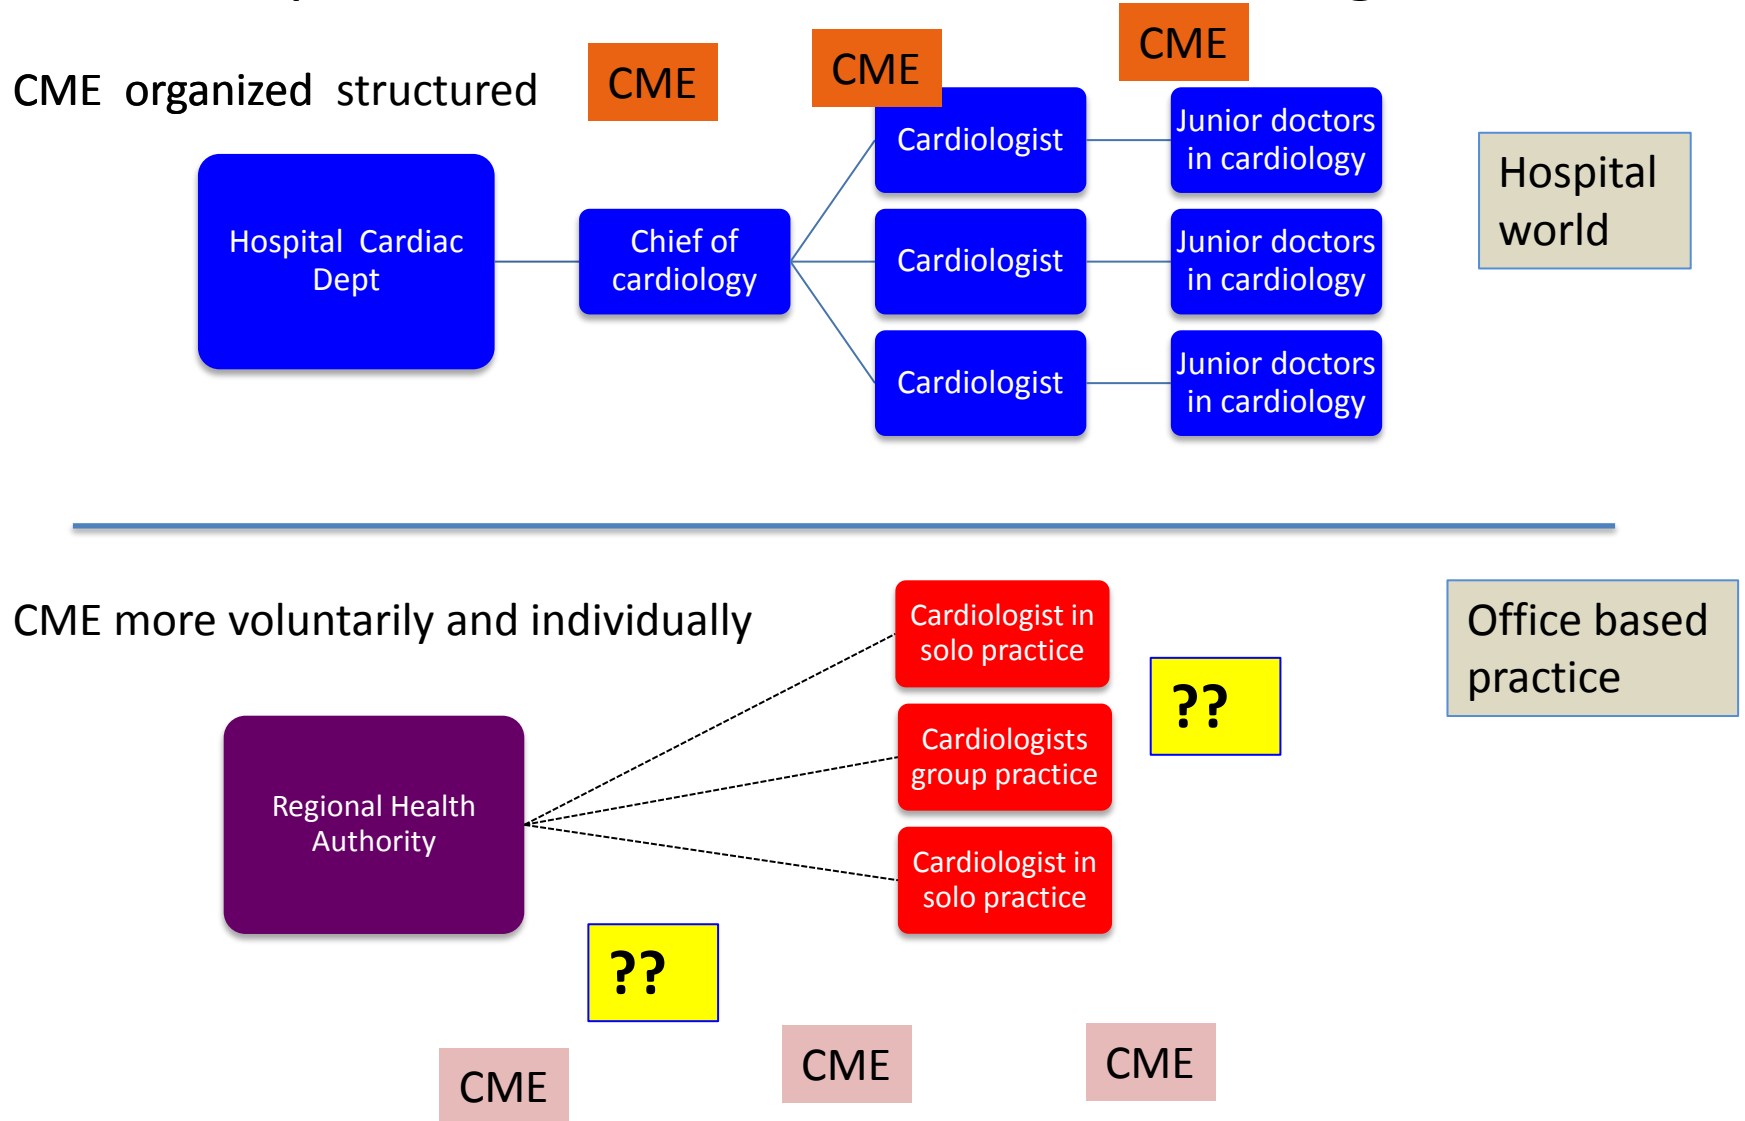 CME organized structured
CME
CME
CME
Cardiologist
Junior doctors
in cardiology
Hospital
world
Hospital Cardiac
Dept
Chief of
cardiology
Cardiologist
Junior doctors
in cardiology
Cardiologist
Junior doctors
in cardiology
CME more voluntarily and individually
Cardiologist in
solo practice
Office based
practice
??
Cardiologists
group practice
Regional Health
Authority
Cardiologist in
solo practice
??
CME
CME
CME